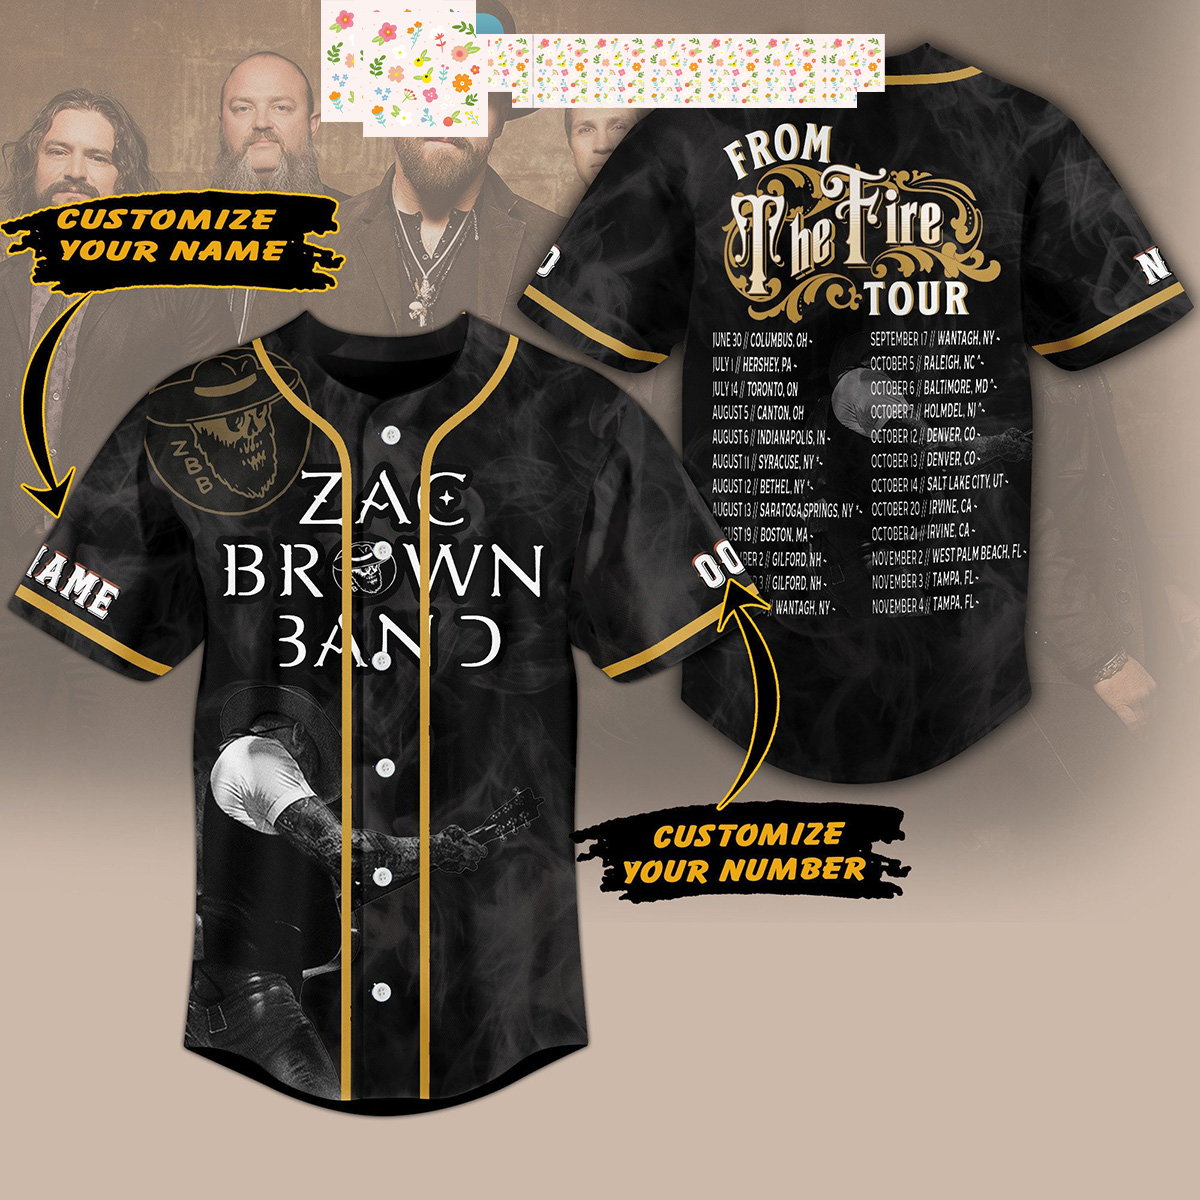 CUSTOMIZE
YOUR NAME
ZBB
ZAC
BROWN
BAND
NAME
00
FROM
The Fire
TOUR
JUNE 30 // COLUMBUS, OH ~
JULY 1 // HERSHEY, PA ~
JULY 14 // TORONTO, ON
AUGUST 5 // CANTON, OH
AUGUST 6 // INDIANAPOLIS, IN ~
AUGUST 11 // SYRACUSE, NY *~
AUGUST 12 // BETHEL, NY *~
AUGUST 13 // SARATOGA SPRINGS, NY *~
19 // BOSTON, MA ~
2 // GILFORD, NH ~
3 // GILFORD, NH ~
// WANTAGH, NY ~
SEPTEMBER 17 // WANTAGH, NY ~
OCTOBER 5 // RALEIGH, NC ^~
OCTOBER 6 // BALTIMORE, MD ^~
OCTOBER 7 // HOLMDEL, NJ ^~
OCTOBER 12 // DENVER, CO ~
OCTOBER 13 // DENVER, CO ~
OCTOBER 14 // SALT LAKE CITY, UT ~
OCTOBER 20 // IRVINE, CA ~
OCTOBER 21 // IRVINE, CA ~
NOVEMBER 2 // WEST PALM BEACH, FL ~
NOVEMBER 3 // TAMPA, FL ~
NOVEMBER 4 // TAMPA, FL ~
CUSTOMIZE
YOUR NUMBER